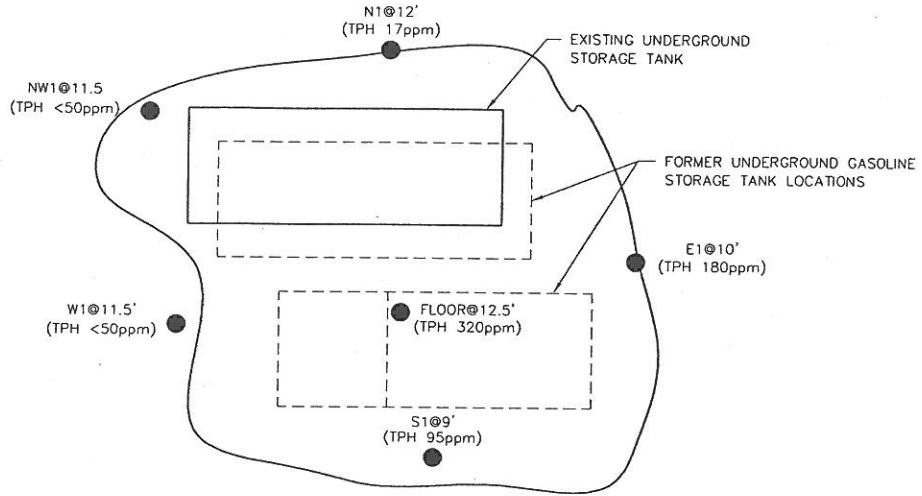 N1@12'
(TPH 17ppm)
EXISTING UNDERGROUND
STORAGE TANK
NW1@11.5
(TPH <50ppm)
FORMER UNDERGROUND GASOLINE
STORAGE TANK LOCATIONS
E1@10'
(TPH 180ppm)
W1@11.5'
(TPH <50ppm)
FLOOR@12.5'
(TPH 320ppm)
S1@9'
(TPH 95ppm)